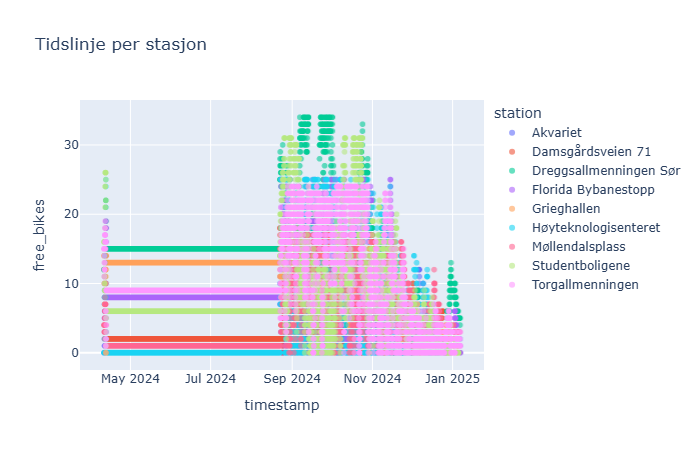 Tidslinje per stasjon
station
Akvariet
Damsgårdsveien 71
Dreggsallmenningen Sør
Florida Bybanestopp
Grieghallen
Høyteknologisenteret
Møllendalsplass
Studentboligene
Torgallmenningen
free_bikes
30
20
10
0
May 2024
Jul 2024
Sep 2024
Nov 2024
Jan 2025
timestamp